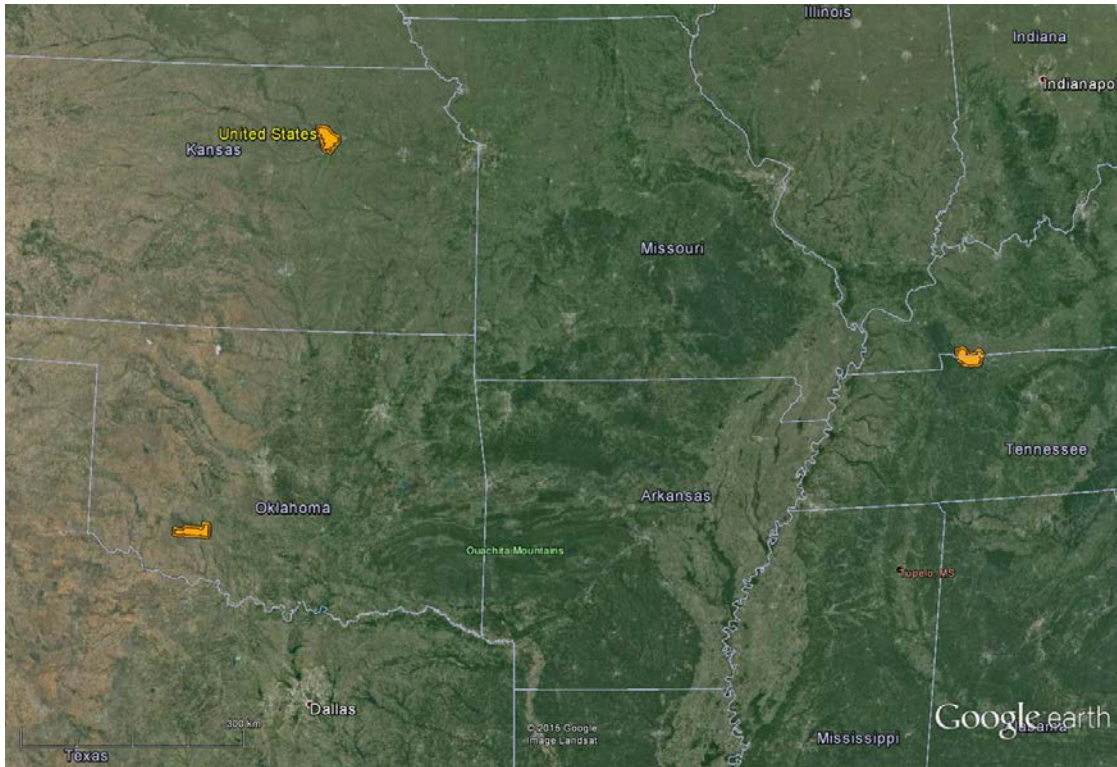 Illinois
Indiana
Indianapo
United States
Kansas
Missouri
Tennessee
Oklahoma
Arkansas
Ouachita Mountains
Tupelo, MS
Dallas
300 km
© 2015 Google
Image Landsat
Google earth
Texas
Mississippi
Alabama